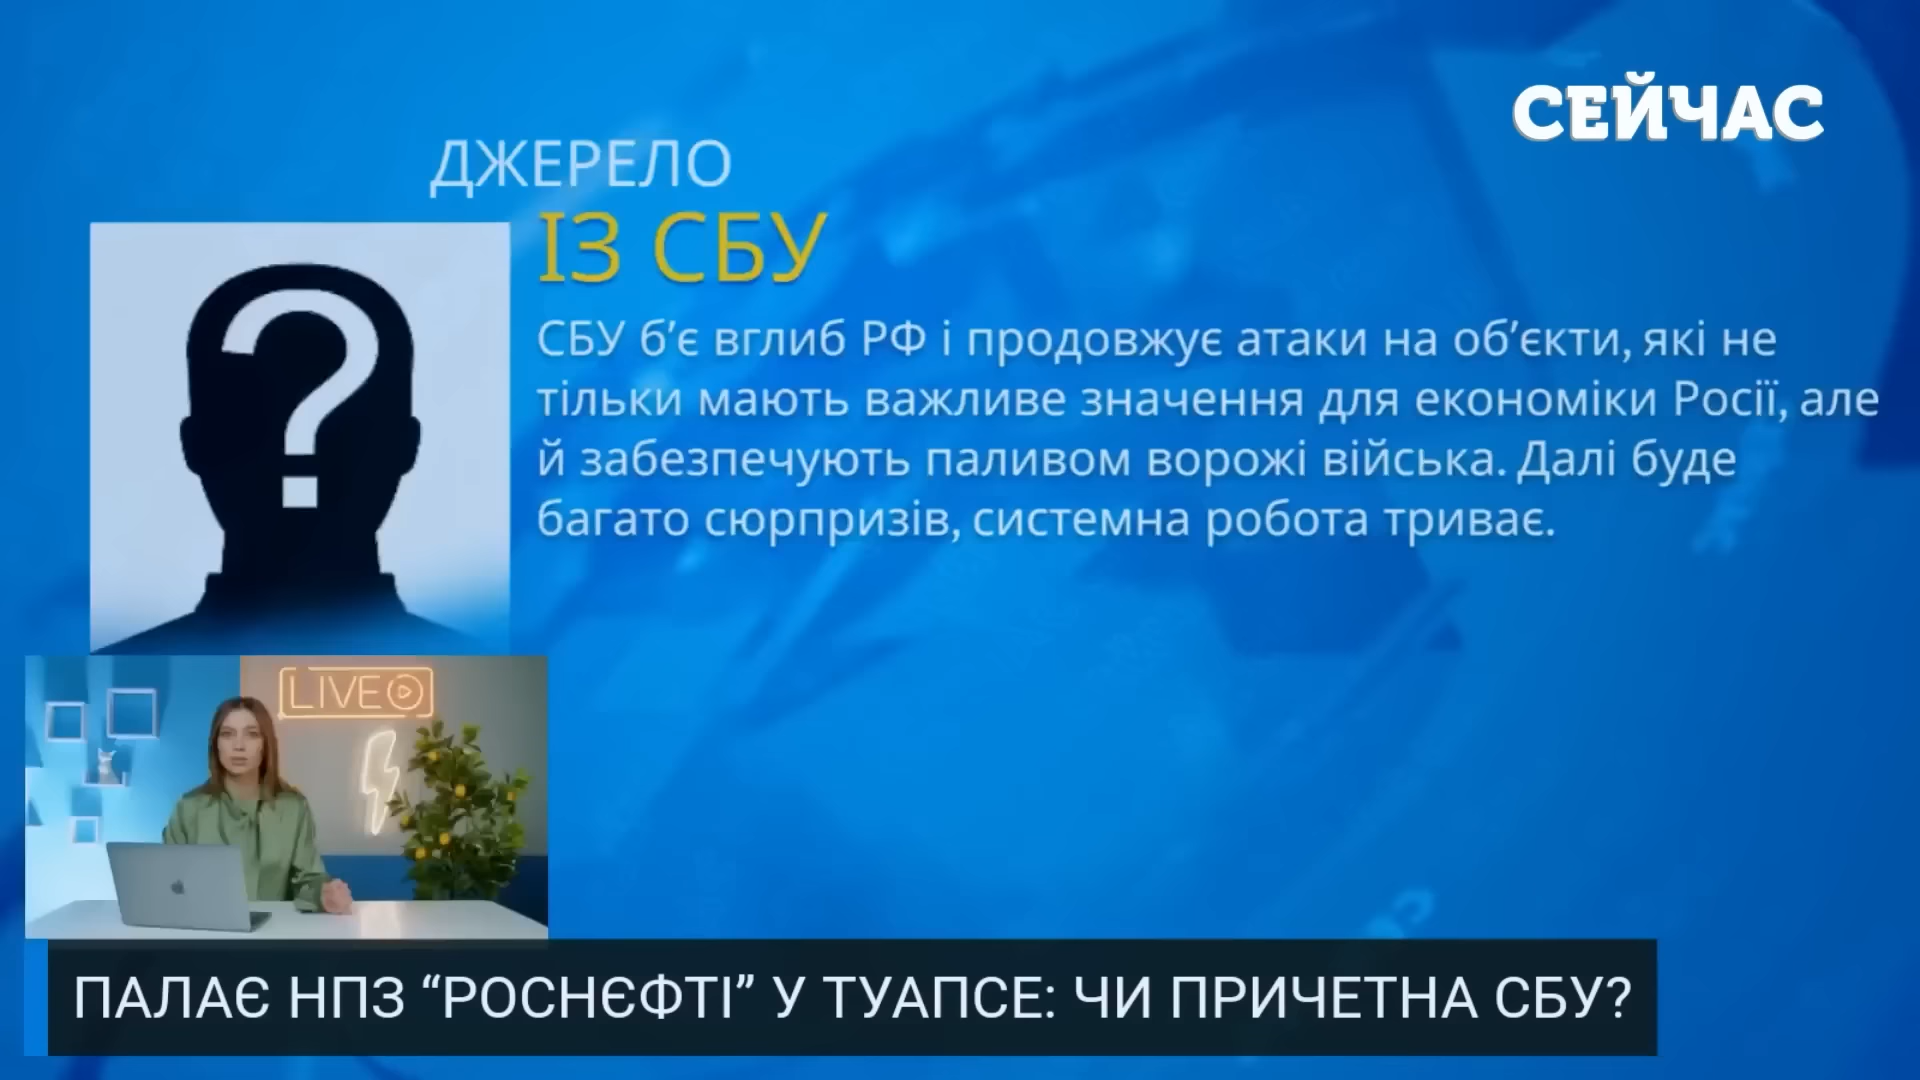 СЕЙЧАС
ДЖЕРЕЛО
ІЗ СБУ
СБУ б’є вглиб РФ і продовжує атаки на об’єкти, які не
тільки мають важливе значення для економіки Росії, але
й забезпечують паливом ворожі війська. Далі буде
багато сюрпризів, системна робота триває.
LIVE
ПАЛАЄ НПЗ “РОСНЄФТІ” У ТУАПСЕ: ЧИ ПРИЧЕТНА СБУ?